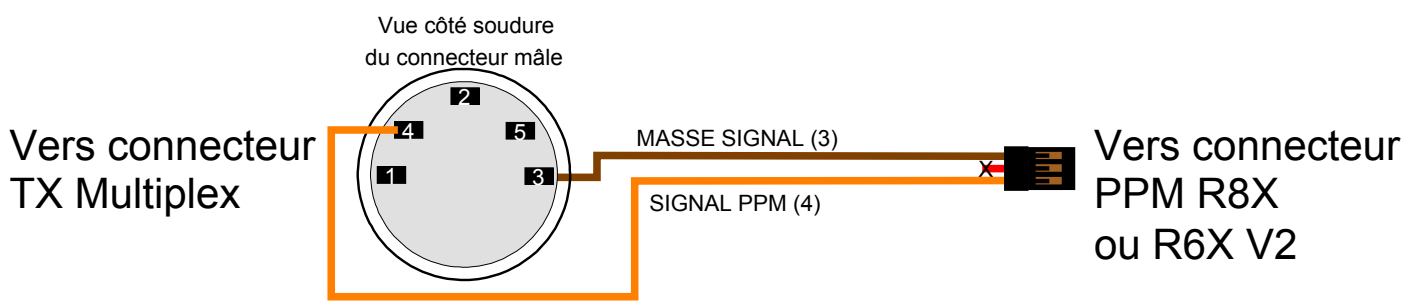 Vue côté soudure
du connecteur mâle
2
4
5
1
3
Vers connecteur
TX Multiplex
MASSE SIGNAL (3)
X
SIGNAL PPM (4)
Vers connecteur
PPM R8X
ou R6X V2